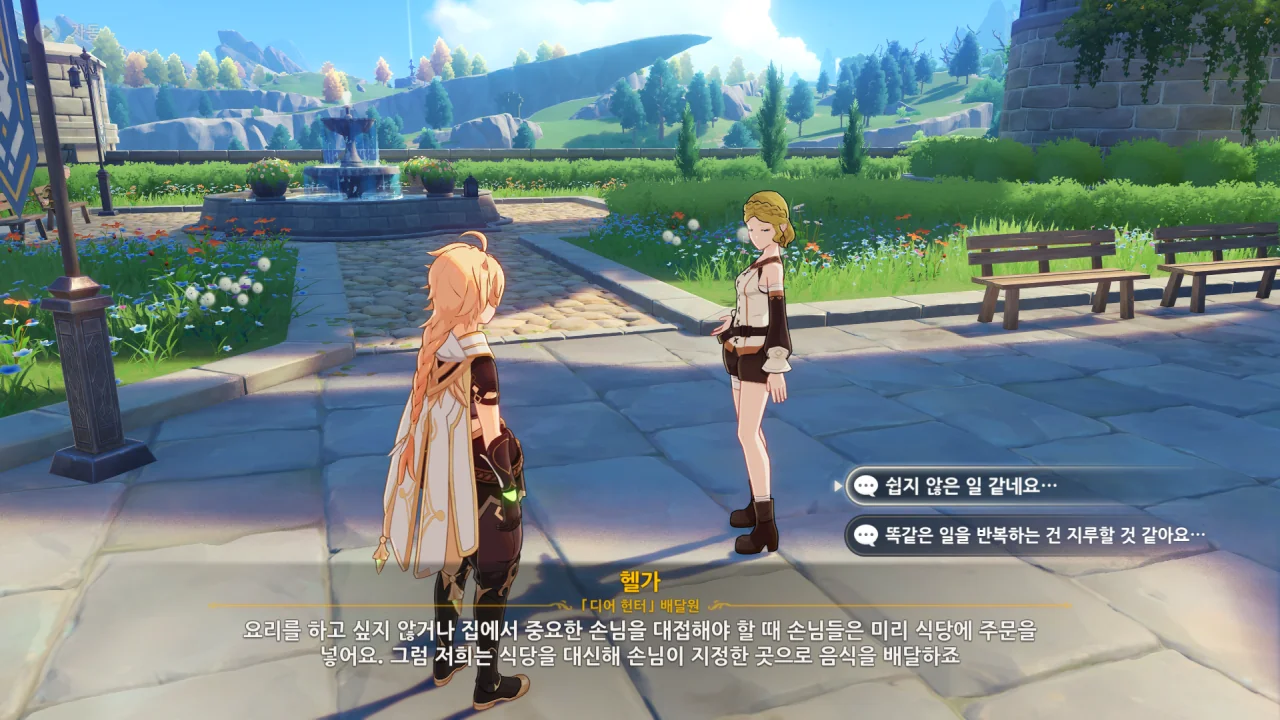 자동
쉽지 않은 일 같네요…
똑같은 일을 반복하는 건 지루할 것 같아요…
헬가
「디어 헌터」 배달원
요리를 하고 싶지 않거나 집에서 중요한 손님을 대접해야 할 때 손님들은 미리 식당에 주문을
넣어요. 그럼 저희는 식당을 대신해 손님이 지정한 곳으로 음식을 배달하죠